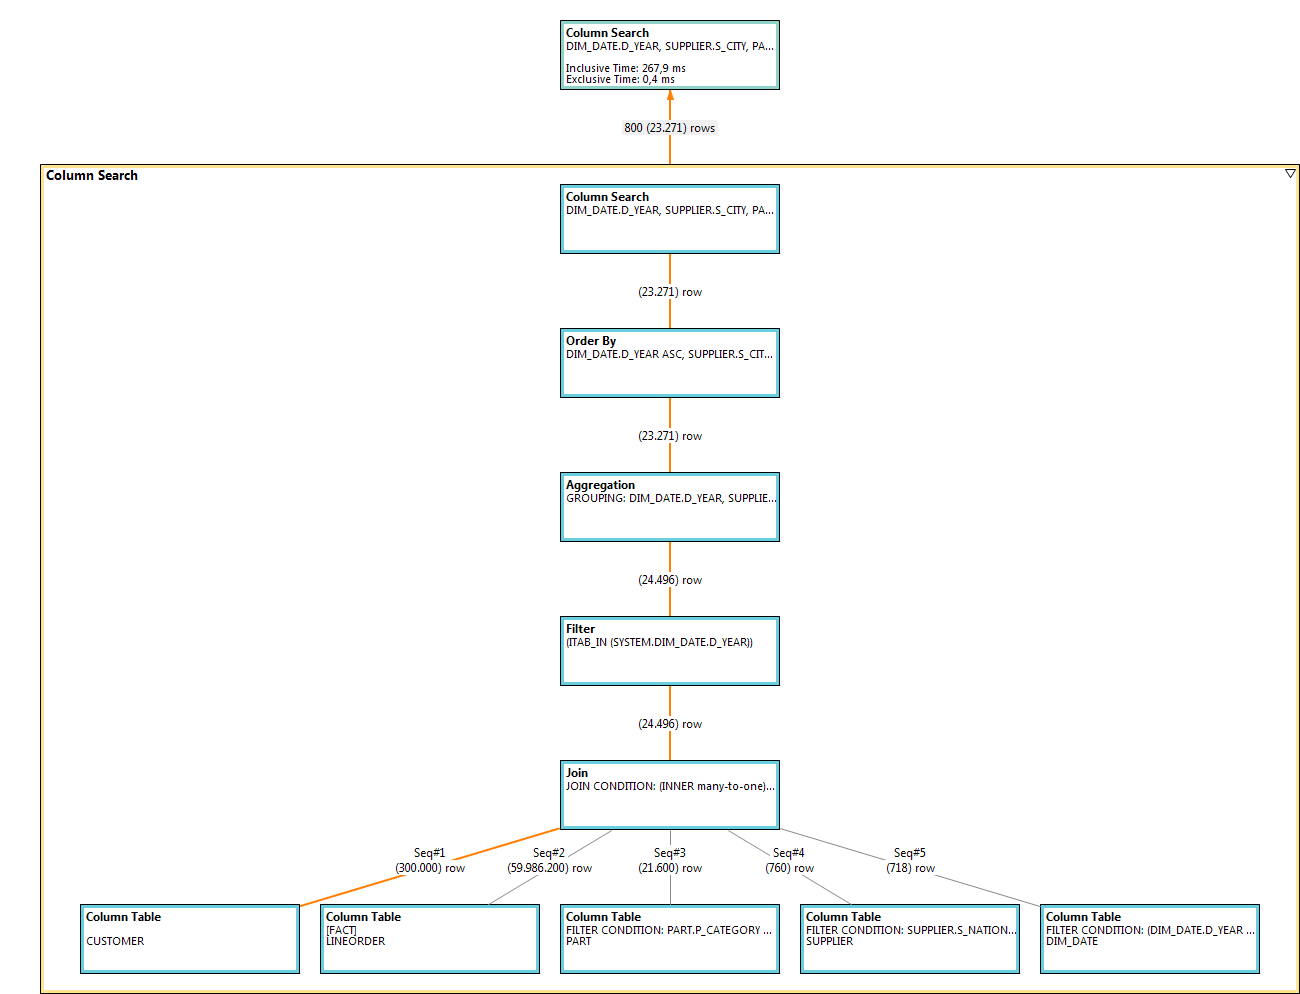 Column Search
DIM_DATE.D_YEAR, SUPPLIER.S_CITY, PA...
Inclusive Time: 267,9 ms
Exclusive Time: 0,4 ms
800 (23.271) rows
Column Search
Column Search
DIM_DATE.D_YEAR, SUPPLIER.S_CITY, PA...
(23.271) row
Order By
DIM_DATE.D_YEAR ASC, SUPPLIER.S_CIT...
(23.271) row
Aggregation
GROUPING: DIM_DATE.D_YEAR, SUPPLIE...
(24.496) row
Filter
(ITAB_IN (SYSTEM.DIM_DATE.D_YEAR))
(24.496) row
Join
JOIN CONDITION: (INNER many-to-one)...
Seq#1
(300.000) row
Seq#2
(59.986.200) row
Seq#3
(21.600) row
Seq#4
(760) row
Seq#5
(718) row
Column Table
CUSTOMER
Column Table
[FACT]
LINEORDER
Column Table
FILTER CONDITION: PART.P_CATEGORY ...
PART
Column Table
FILTER CONDITION: SUPPLIER.S_NATION...
SUPPLIER
Column Table
FILTER CONDITION: (DIM_DATE.D_YEAR ...
DIM_DATE